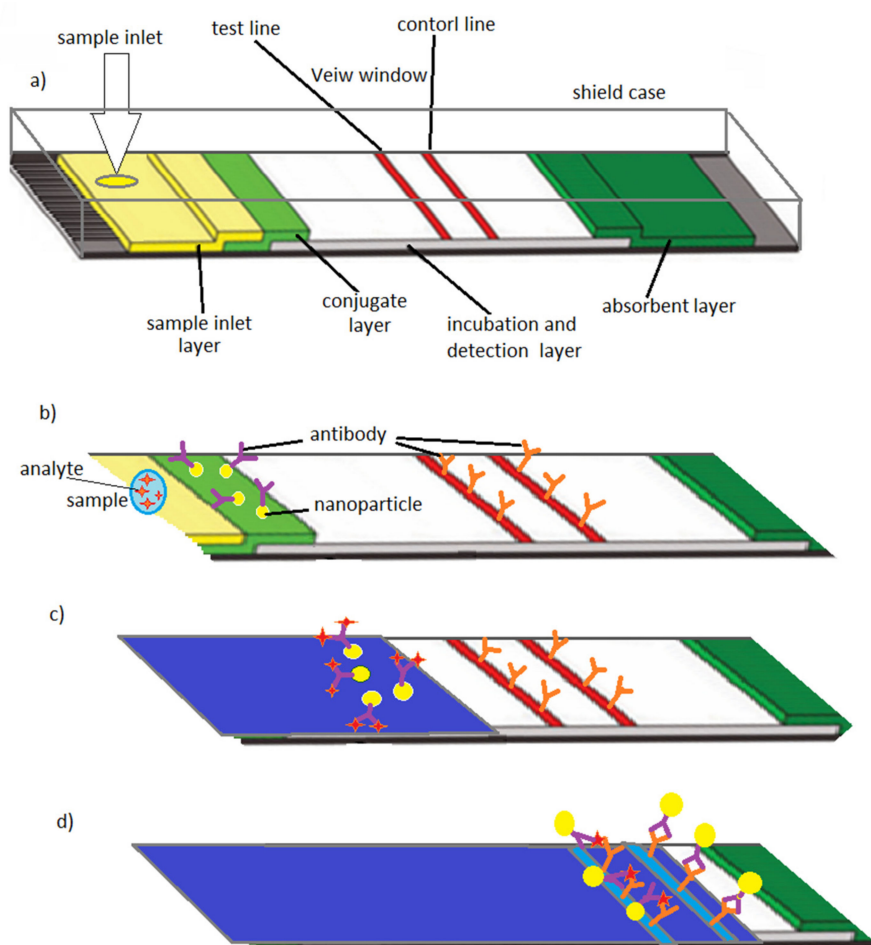 sample inlet
test line
contorl line
Veiw window
a)
shield case
conjugate
layer
sample inlet
layer
incubation and
detection layer
absorbent layer
b)
antibody
analyte
sample
nanoparticle
c)
d)